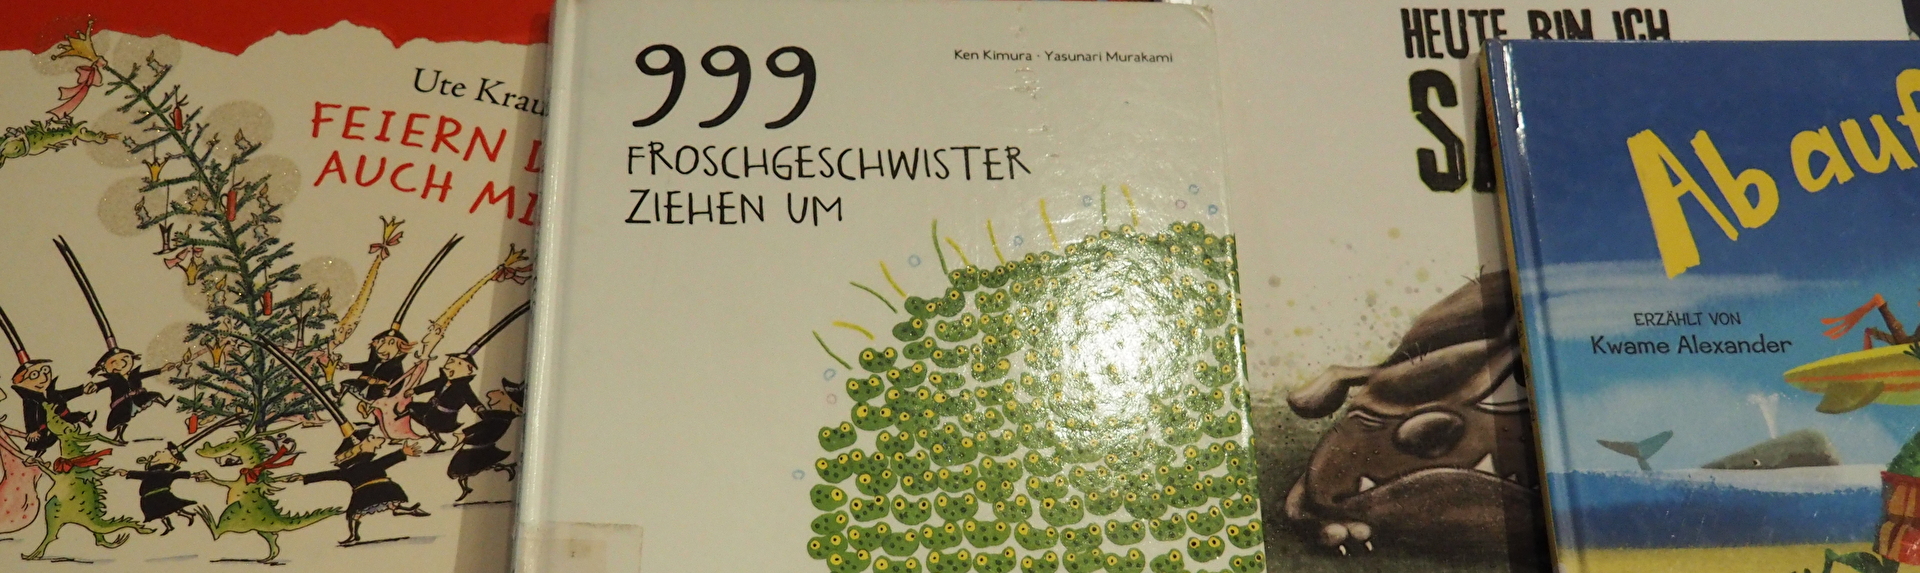 Ute Krau
FEIERN
AUCH
999
Ken Kimura · Yasunari Murakami
FROSCHGESCHWISTER
ZIEHEN UM
HEUTE BIN ICH
Ab auf
ERZÄHLT VON
Kwame Alexander